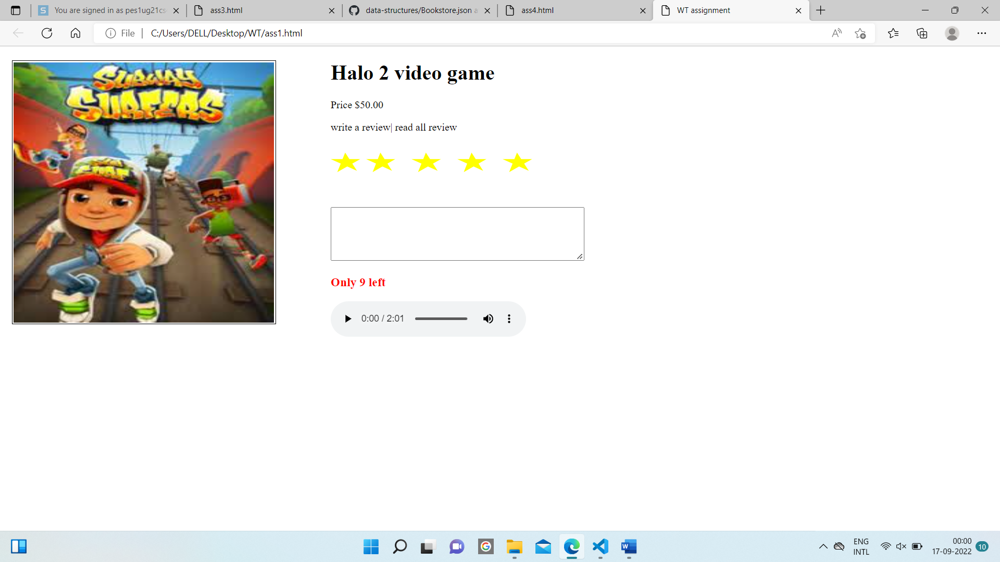 You are signed in as pes1ug21cs
ass3.html
data-structures/Bookstore.json a
ass4.html
WT assignment
File
C:/Users/DELL/Desktop/WT/ass1.html
SUBWAY
SURFERS
Halo 2 video game
Price $50.00
write a review| read all review
Only 9 left
0:00 / 2:01
ENG
INTL
00:00
17-09-2022
10